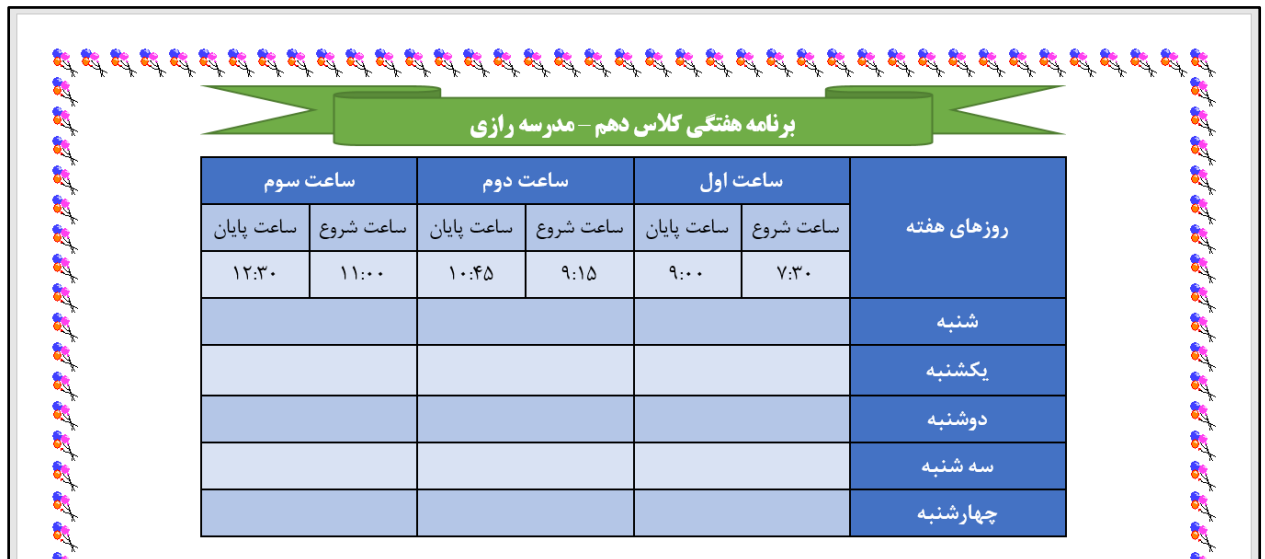 برنامه هفتگی کلاس دهم – مدرسه رازی
روزهای هفته ساعت اول ساعت دوم ساعت سوم
ساعت شروع ساعت پایان ساعت شروع ساعت پایان ساعت شروع ساعت پایان
۷:۳۰ ۹:۰۰ ۹:۱۵ ۱۰:۴۵ ۱۱:۰۰ ۱۲:۳۰
شنبه
یکشنبه
دوشنبه
سه شنبه
چهارشنبه